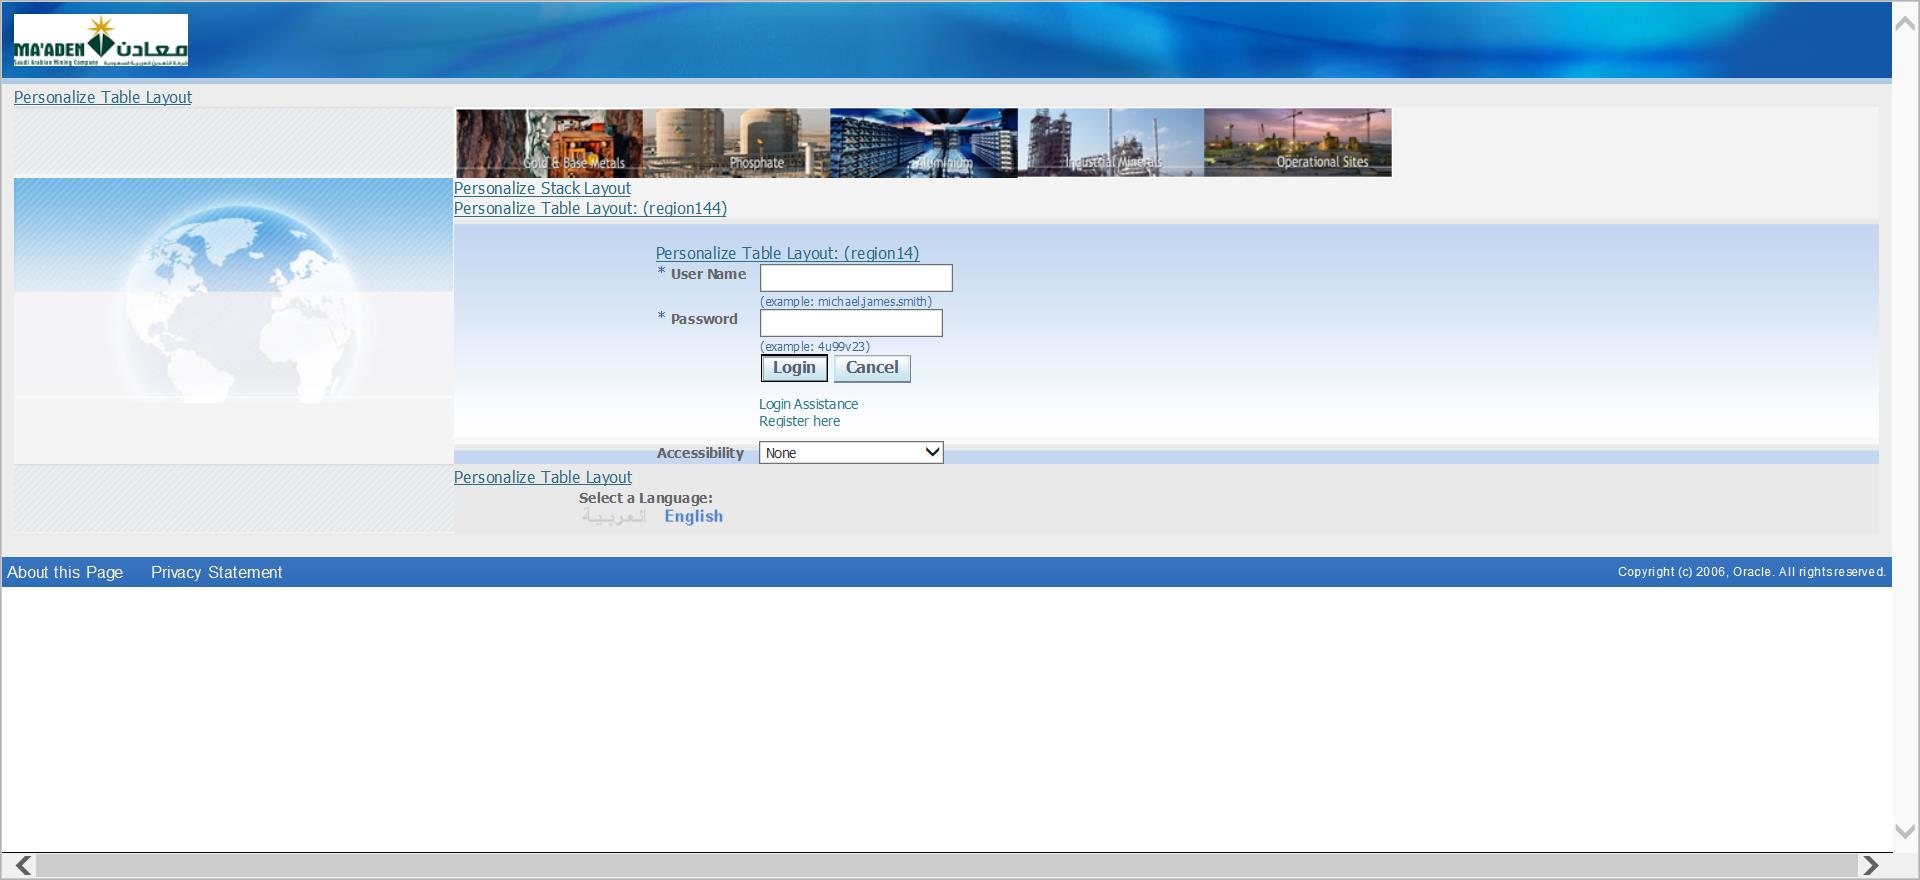 MA'ADEN معادن
Saudi Arabian Mining Company شركة التعدين العربية السعودية
Personalize Table Layout
Gold & Base Metals Phosphate Aluminium Industrial Minerals Operational Sites
Personalize Stack Layout
Personalize Table Layout: (region144)
Personalize Table Layout: (region14)
* User Name
(example: michael.james.smith)
* Password
(example: 4u99v23)
Login Cancel
Login Assistance
Register here
Accessibility None
Personalize Table Layout
Select a Language:
العربية English
About this Page Privacy Statement Copyright (c) 2006, Oracle. All rights reserved.